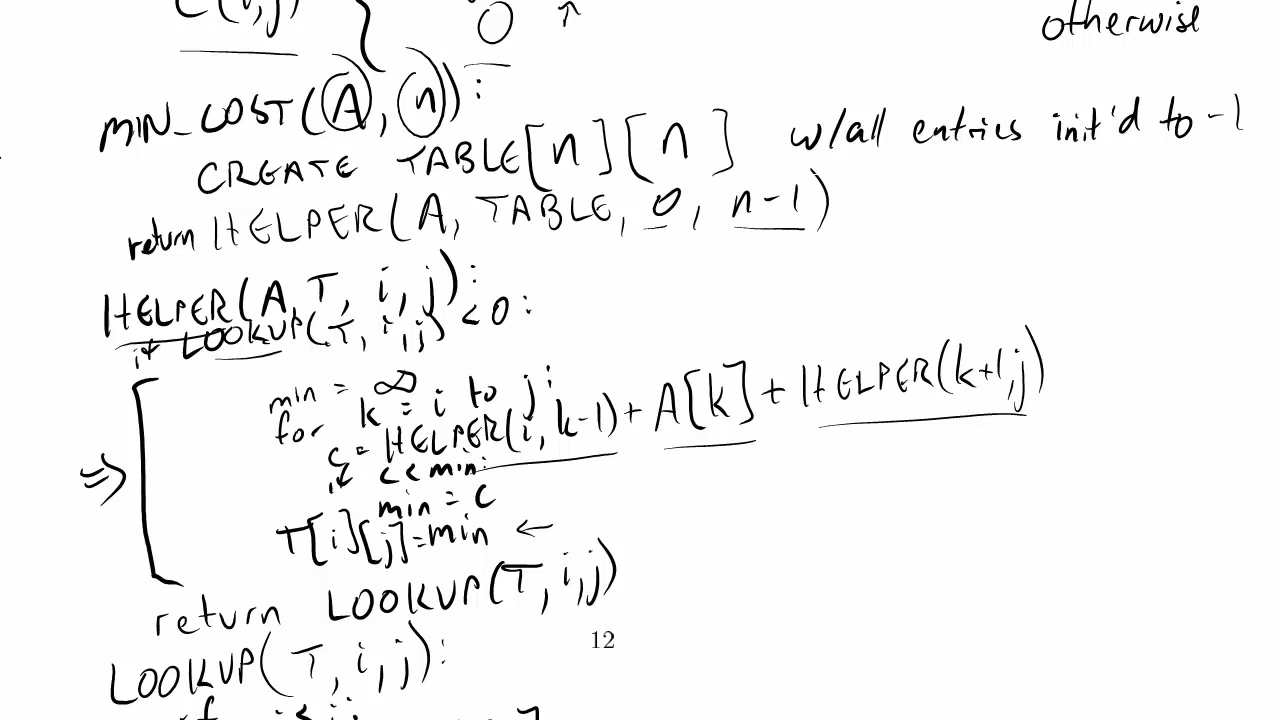 C(i,j) { 0 ↑
otherwise
MIN_COST(A, n):
CREATE TABLE[n][n] w/all entries init'd to -1
return HELPER(A, TABLE, 0, n-1)
HELPER(A, T, i, j):
if LOOKUP(T, i, j) < 0:
min = ∞
for k = i to j:
c = HELPER(i, k-1) + A[k] + HELPER(k+1, j)
if c < min:
min = c
T[i][j] = min ←
⇒
return LOOKUP(T, i, j)
12
LOOKUP(T, i, j):